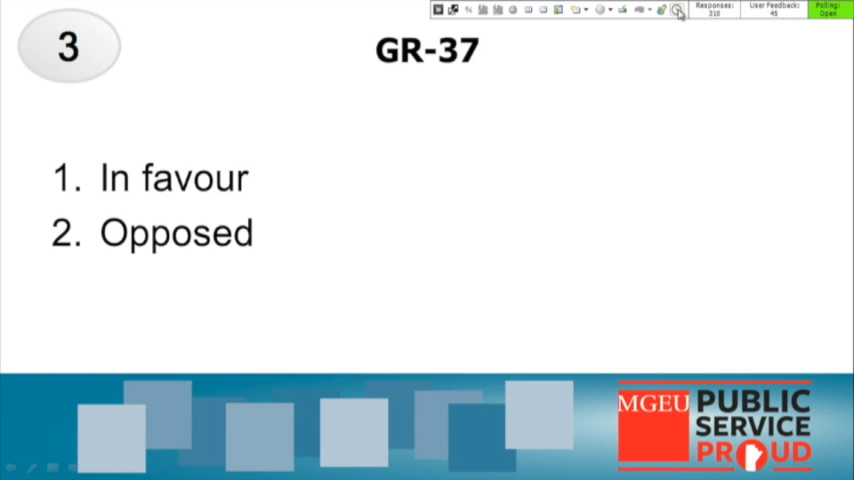 Responses:
310
User Feedback:
45
Polling:
Open
3
GR-37
1. In favour
2. Opposed
MGEU
PUBLIC
SERVICE
PROUD